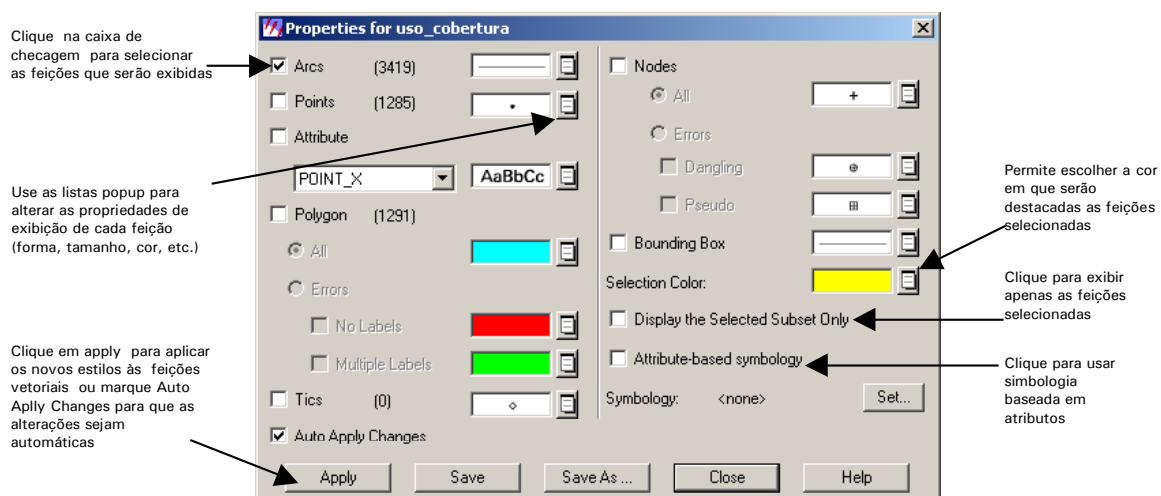 Clique na caixa de
checagem para selecionar
as feições que serão exibidas
Use as listas popup para
alterar as propriedades de
exibição de cada feição
(forma, tamanho, cor, etc.)
Clique em apply para aplicar
os novos estilos às feições
vetoriais ou marque Auto
Aplly Changes para que as
alterações sejam
automáticas
Properties for uso_cobertura
Arcs (3419)
Points (1285)
Attribute
POINT_X AaBbCc
Polygon (1291)
All
Errors
No Labels
Multiple Labels
Tics (0)
Auto Apply Changes
Nodes
All
Errors
Dangling
Pseudo
Bounding Box
Selection Color:
Display the Selected Subset Only
Attribute-based symbology
Symbology: <none> Set...
Apply Save Save As ... Close Help
Permite escolher a cor
em que serão
destacadas as feições
selecionadas
Clique para exibir
apenas as feições
selecionadas
Clique para usar
simbologia
baseada em
atributos